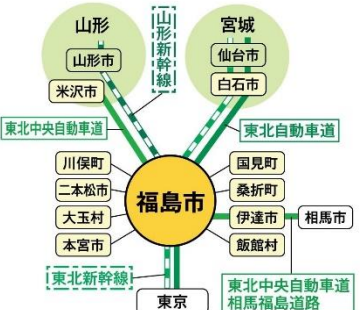 山形
宮城
山形新幹線
山形市
仙台市
米沢市
白石市
東北中央自動車道
東北自動車道
川俣町
国見町
二本松市
福島市
桑折町
大玉村
伊達市
相馬市
本宮市
飯館村
東北新幹線
東京
東北中央自動車道
相馬福島道路